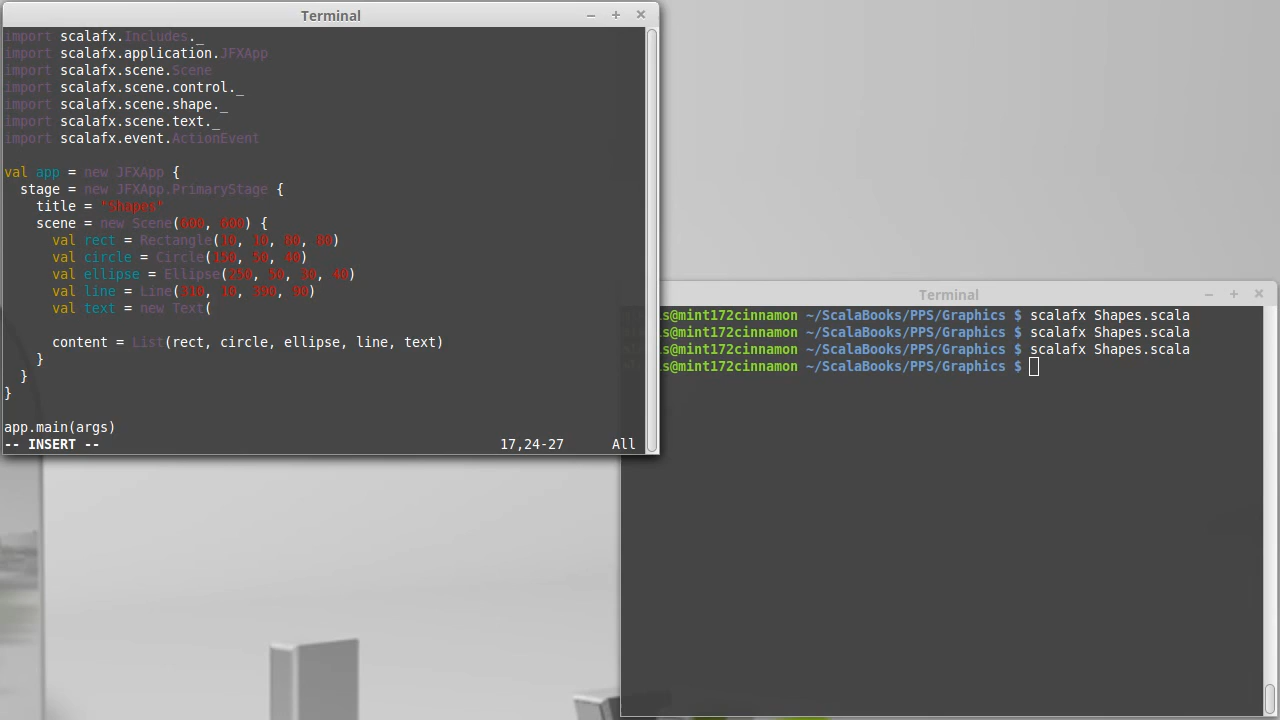 Terminal
import scalafx.Includes._
import scalafx.application.JFXApp
import scalafx.scene.Scene
import scalafx.scene.control._
import scalafx.scene.shape._
import scalafx.scene.text._
import scalafx.event.ActionEvent
val app = new JFXApp {
stage = new JFXApp.PrimaryStage {
title = "Shapes"
scene = new Scene(600, 600) {
val rect = Rectangle(10, 10, 80, 80)
val circle = Circle(150, 50, 40)
val ellipse = Ellipse(250, 50, 30, 40)
val line = Line(310, 10, 390, 90)
val text = new Text(
content = List(rect, circle, ellipse, line, text)
}
}
}
app.main(args)
-- INSERT -- 17,24-27 All
Terminal
s@mint172cinnamon ~/ScalaBooks/PPS/Graphics $ scalafx Shapes.scala
s@mint172cinnamon ~/ScalaBooks/PPS/Graphics $ scalafx Shapes.scala
s@mint172cinnamon ~/ScalaBooks/PPS/Graphics $ scalafx Shapes.scala
s@mint172cinnamon ~/ScalaBooks/PPS/Graphics $